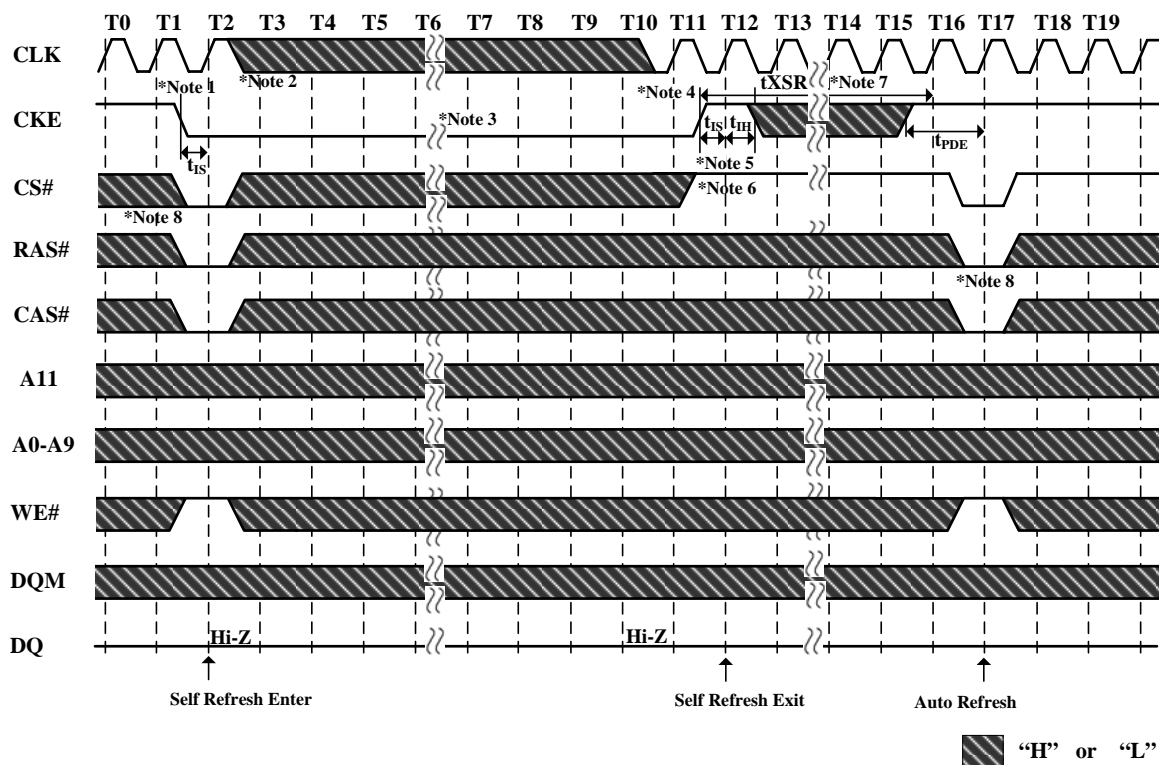 T0 T1 T2 T3 T4 T5 T6 T7 T8 T9 T10 T11 T12 T13 T14 T15 T16 T17 T18 T19
CLK
*Note 1 *Note 2 *Note 4 tXSR *Note 7
CKE *Note 3 tIS tIH
tIS tPDE
*Note 5
CS# *Note 6
*Note 8
RAS#
*Note 8
CAS#
A11
A0-A9
WE#
DQM
Hi-Z Hi-Z
DQ
Self Refresh Enter Self Refresh Exit Auto Refresh
“H” or “L”